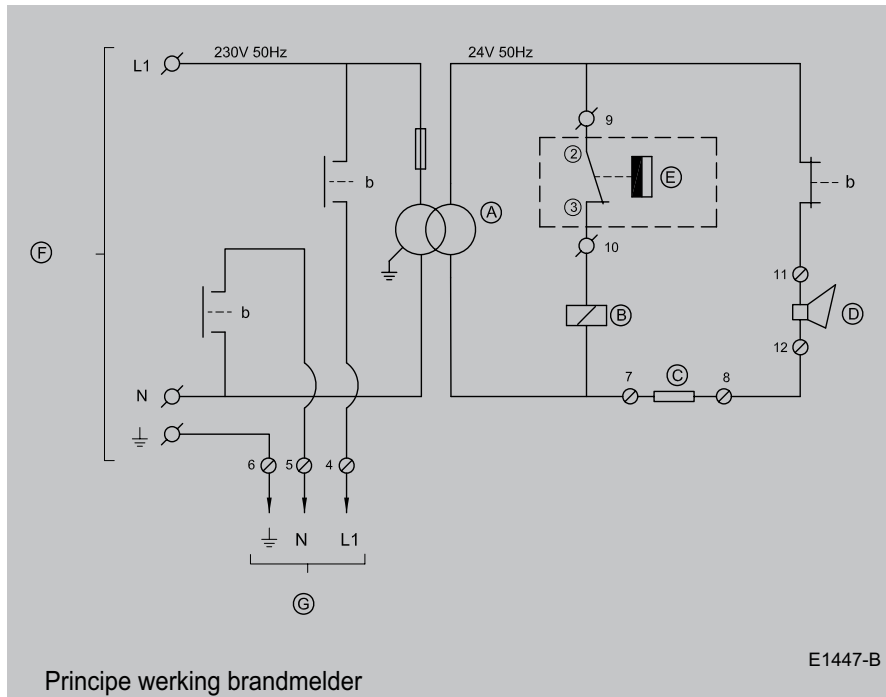 230V 50Hz
24V 50Hz
L1
9
2
E
b
b
3
A
F
10
11
b
B
D
12
7
C
8
N
6
5
4
N
L1
G
E1447-B
Principe werking brandmelder